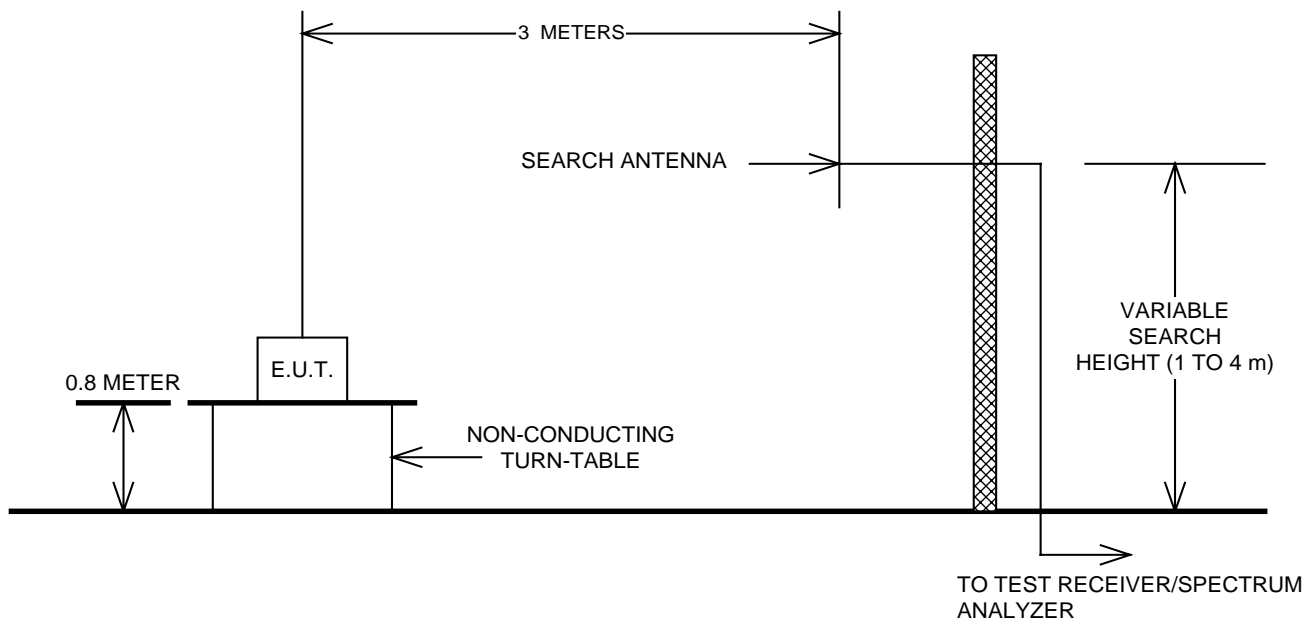 3 METERS
SEARCH ANTENNA
VARIABLE
SEARCH
HEIGHT (1 TO 4 m)
E.U.T.
0.8 METER
NON-CONDUCTING
TURN-TABLE
TO TEST RECEIVER/SPECTRUM
ANALYZER